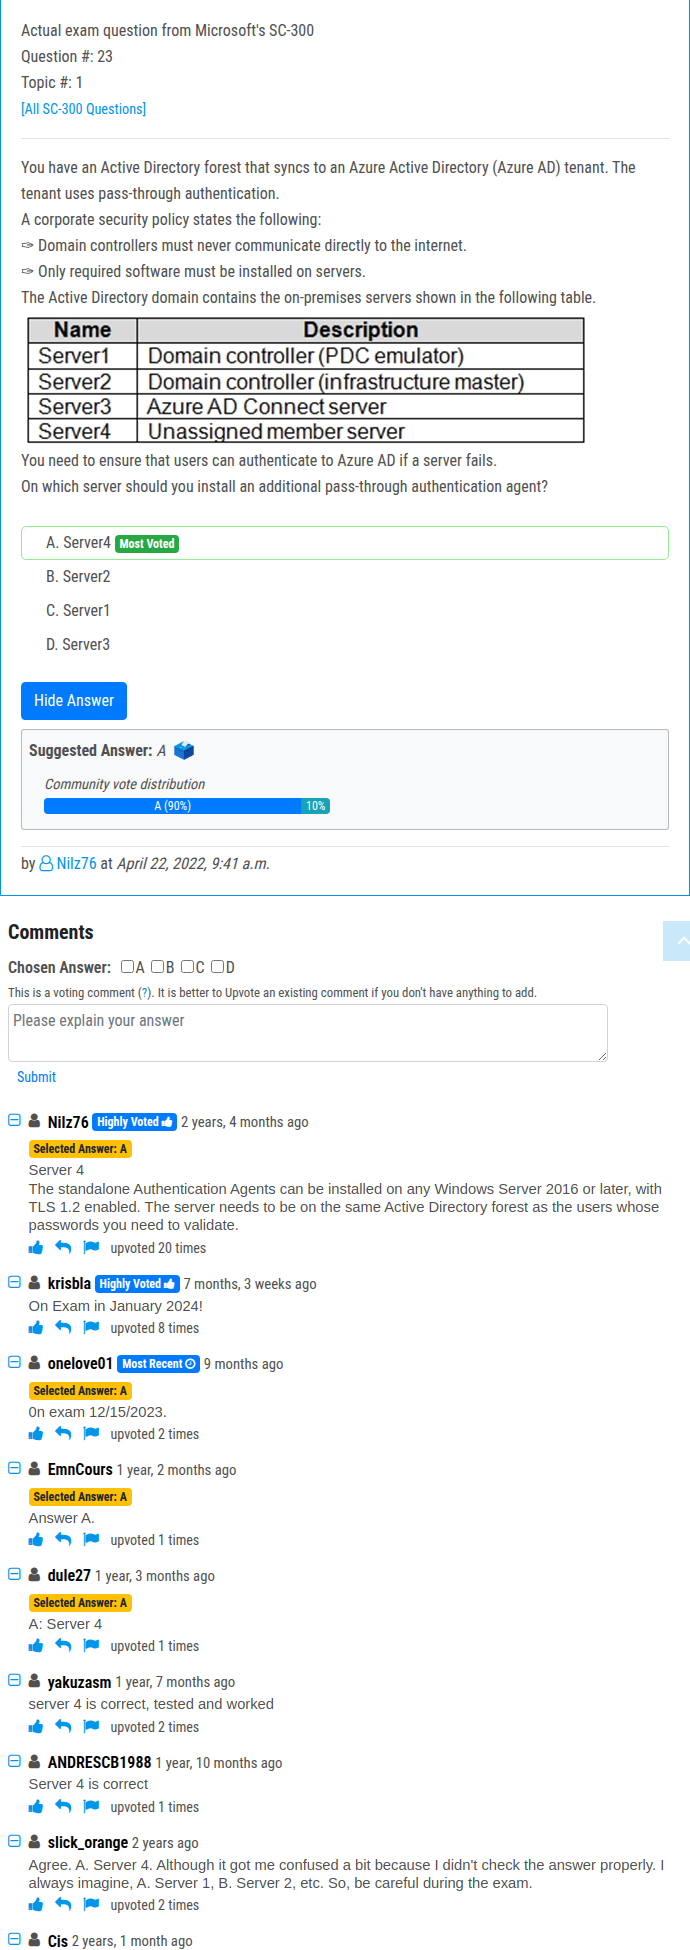 Actual exam question from Microsoft's SC-300
Question #: 23
Topic #: 1
[All SC-300 Questions]
You have an Active Directory forest that syncs to an Azure Active Directory (Azure AD) tenant. The
tenant uses pass-through authentication.
A corporate security policy states the following:
✑ Domain controllers must never communicate directly to the internet.
✑ Only required software must be installed on servers.
The Active Directory domain contains the on-premises servers shown in the following table.
Name Description
Server1 Domain controller (PDC emulator)
Server2 Domain controller (infrastructure master)
Server3 Azure AD Connect server
Server4 Unassigned member server
You need to ensure that users can authenticate to Azure AD if a server fails.
On which server should you install an additional pass-through authentication agent?
A. Server4 Most Voted
B. Server2
C. Server1
D. Server3
Hide Answer
Suggested Answer: A
Community vote distribution
A (90%) 10%
by Nilz76 at April 22, 2022, 9:41 a.m.
Comments
Chosen Answer: A B C D
This is a voting comment (?). It is better to Upvote an existing comment if you don't have anything to add.
Please explain your answer
Submit
Nilz76 Highly Voted 2 years, 4 months ago
Selected Answer: A
Server 4
The standalone Authentication Agents can be installed on any Windows Server 2016 or later, with
TLS 1.2 enabled. The server needs to be on the same Active Directory forest as the users whose
passwords you need to validate.
upvoted 20 times
krisbla Highly Voted 7 months, 3 weeks ago
On Exam in January 2024!
upvoted 8 times
onelove01 Most Recent 9 months ago
Selected Answer: A
0n exam 12/15/2023.
upvoted 2 times
EmnCours 1 year, 2 months ago
Selected Answer: A
Answer A.
upvoted 1 times
dule27 1 year, 3 months ago
Selected Answer: A
A: Server 4
upvoted 1 times
yakuzasm 1 year, 7 months ago
server 4 is correct, tested and worked
upvoted 2 times
ANDRESCB1988 1 year, 10 months ago
Server 4 is correct
upvoted 1 times
slick_orange 2 years ago
Agree. A. Server 4. Although it got me confused a bit because I didn't check the answer properly. I
always imagine, A. Server 1, B. Server 2, etc. So, be careful during the exam.
upvoted 2 times
Cis 2 years, 1 month ago